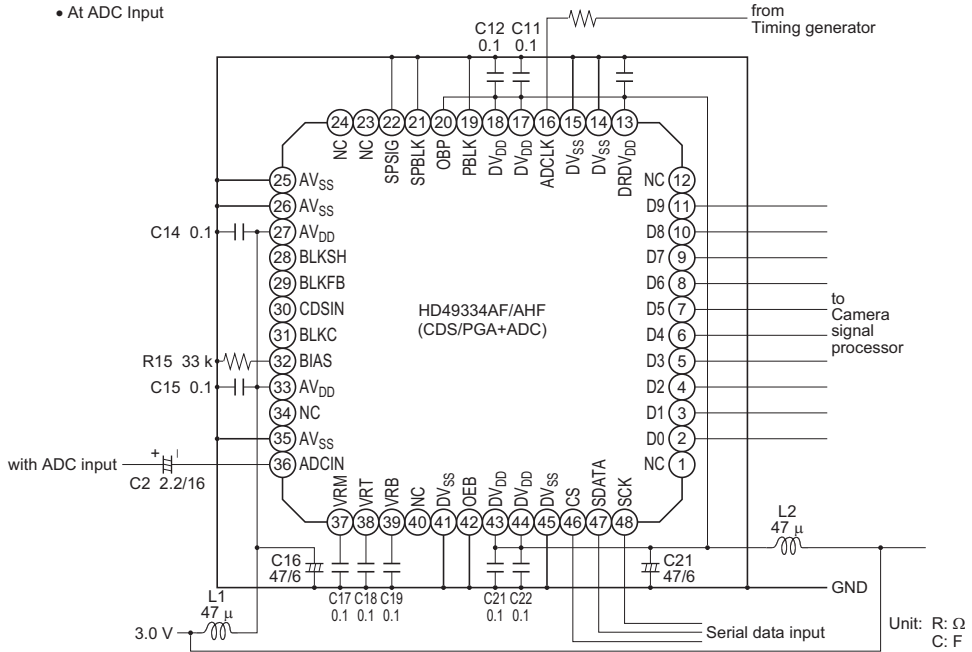 • At ADC Input
from
Timing generator
C12
0.1
C11
0.1
24 23 22 21 20 19 18 17 16 15 14 13
NC NC SPSIG SPBLK OBP PBLK DVDD DVDD ADCLK DVSS DVSS DRDVDD
25 AVSS
26 AVSS
C14 0.1 27 AVDD
28 BLKSH
29 BLKFB
30 CDSIN
31 BLKC
R15 33 k 32 BIAS
C15 0.1 33 AVDD
34 NC
35 AVSS
with ADC input + – 36 ADCIN
C2 2.2/16
HD49334AF/AHF
(CDS/PGA+ADC)
NC 12
D9 11
D8 10
D7 9
D6 8
D5 7
D4 6
D3 5
D2 4
D1 3
D0 2
NC 1
to
Camera
signal
processor
VRM VRT VRB NC DVSS OEB DVDD DVDD DVSS CS SDATA SCK
37 38 39 40 41 42 43 44 45 46 47 48
L2
47 μ
C16
47/6
C17
0.1
C18
0.1
C19
0.1
C21
0.1
C22
0.1
C21
47/6
GND
L1
47 μ
3.0 V
Serial data input
Unit: R: Ω
C: F